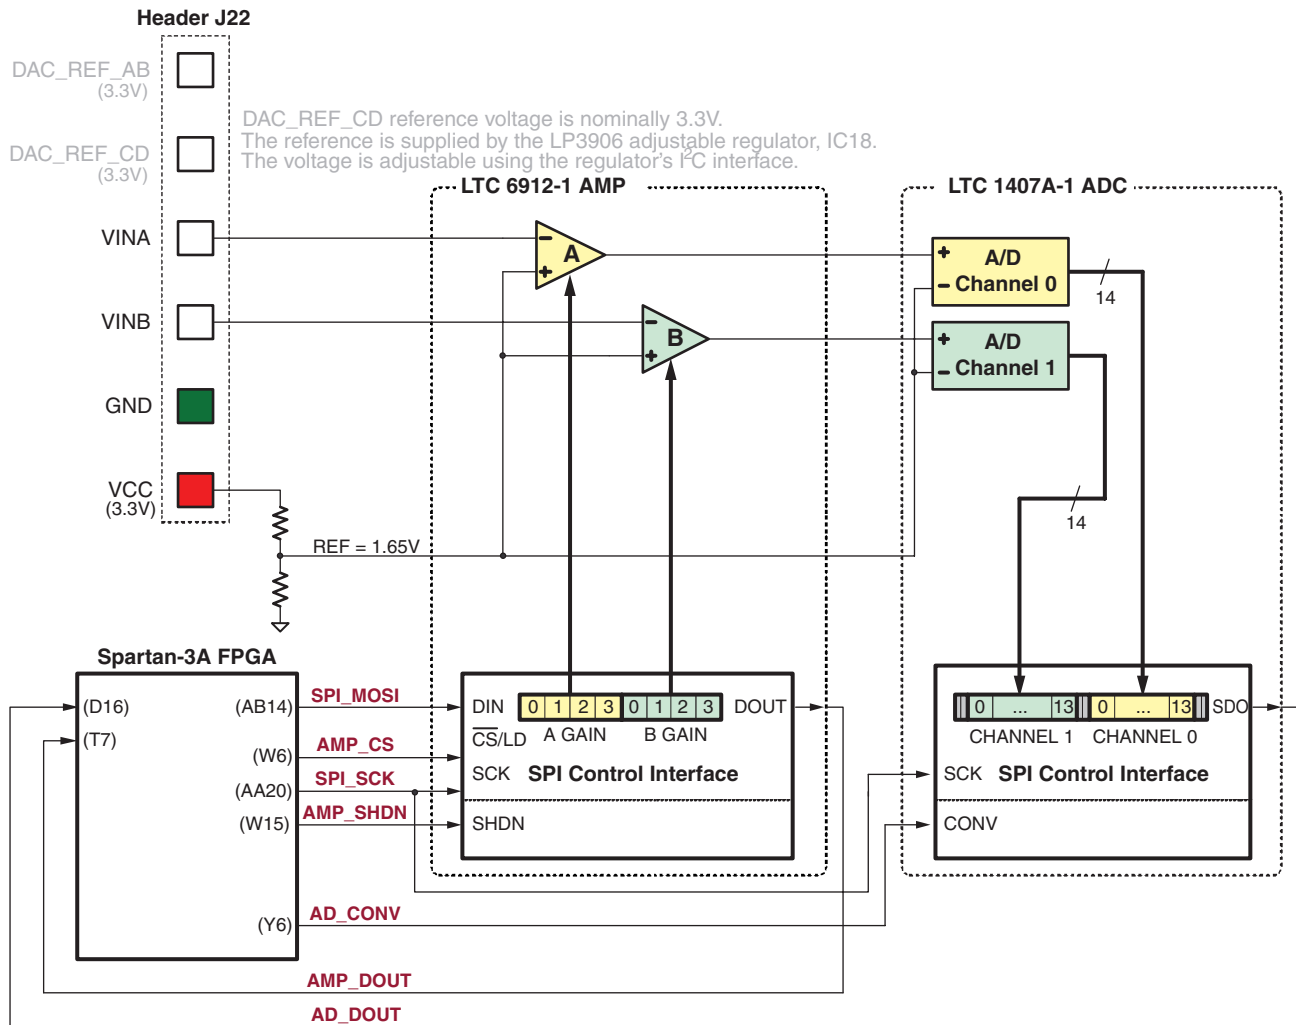 Header J22
DAC_REF_AB
(3.3V)
DAC_REF_CD
(3.3V)
DAC_REF_CD reference voltage is nominally 3.3V.
The reference is supplied by the LP3906 adjustable regulator, IC18.
The voltage is adjustable using the regulator's I2C interface.
LTC 6912-1 AMP
LTC 1407A-1 ADC
VINA
A
A/D
Channel 0
14
VINB
B
A/D
Channel 1
14
GND
VCC
(3.3V)
REF = 1.65V
Spartan-3A FPGA
(D16)
(T7)
(AB14)
(W6)
(AA20)
(W15)
(Y6)
SPI_MOSI
AMP_CS
SPI_SCK
AMP_SHDN
AD_CONV
AMP_DOUT
AD_DOUT
DIN
0 1 2 3 0 1 2 3
DOUT
CS/LD
A GAIN
B GAIN
SCK
SPI Control Interface
SHDN
0 ... 13 0 ... 13
SDO
CHANNEL 1
CHANNEL 0
SCK
SPI Control Interface
CONV